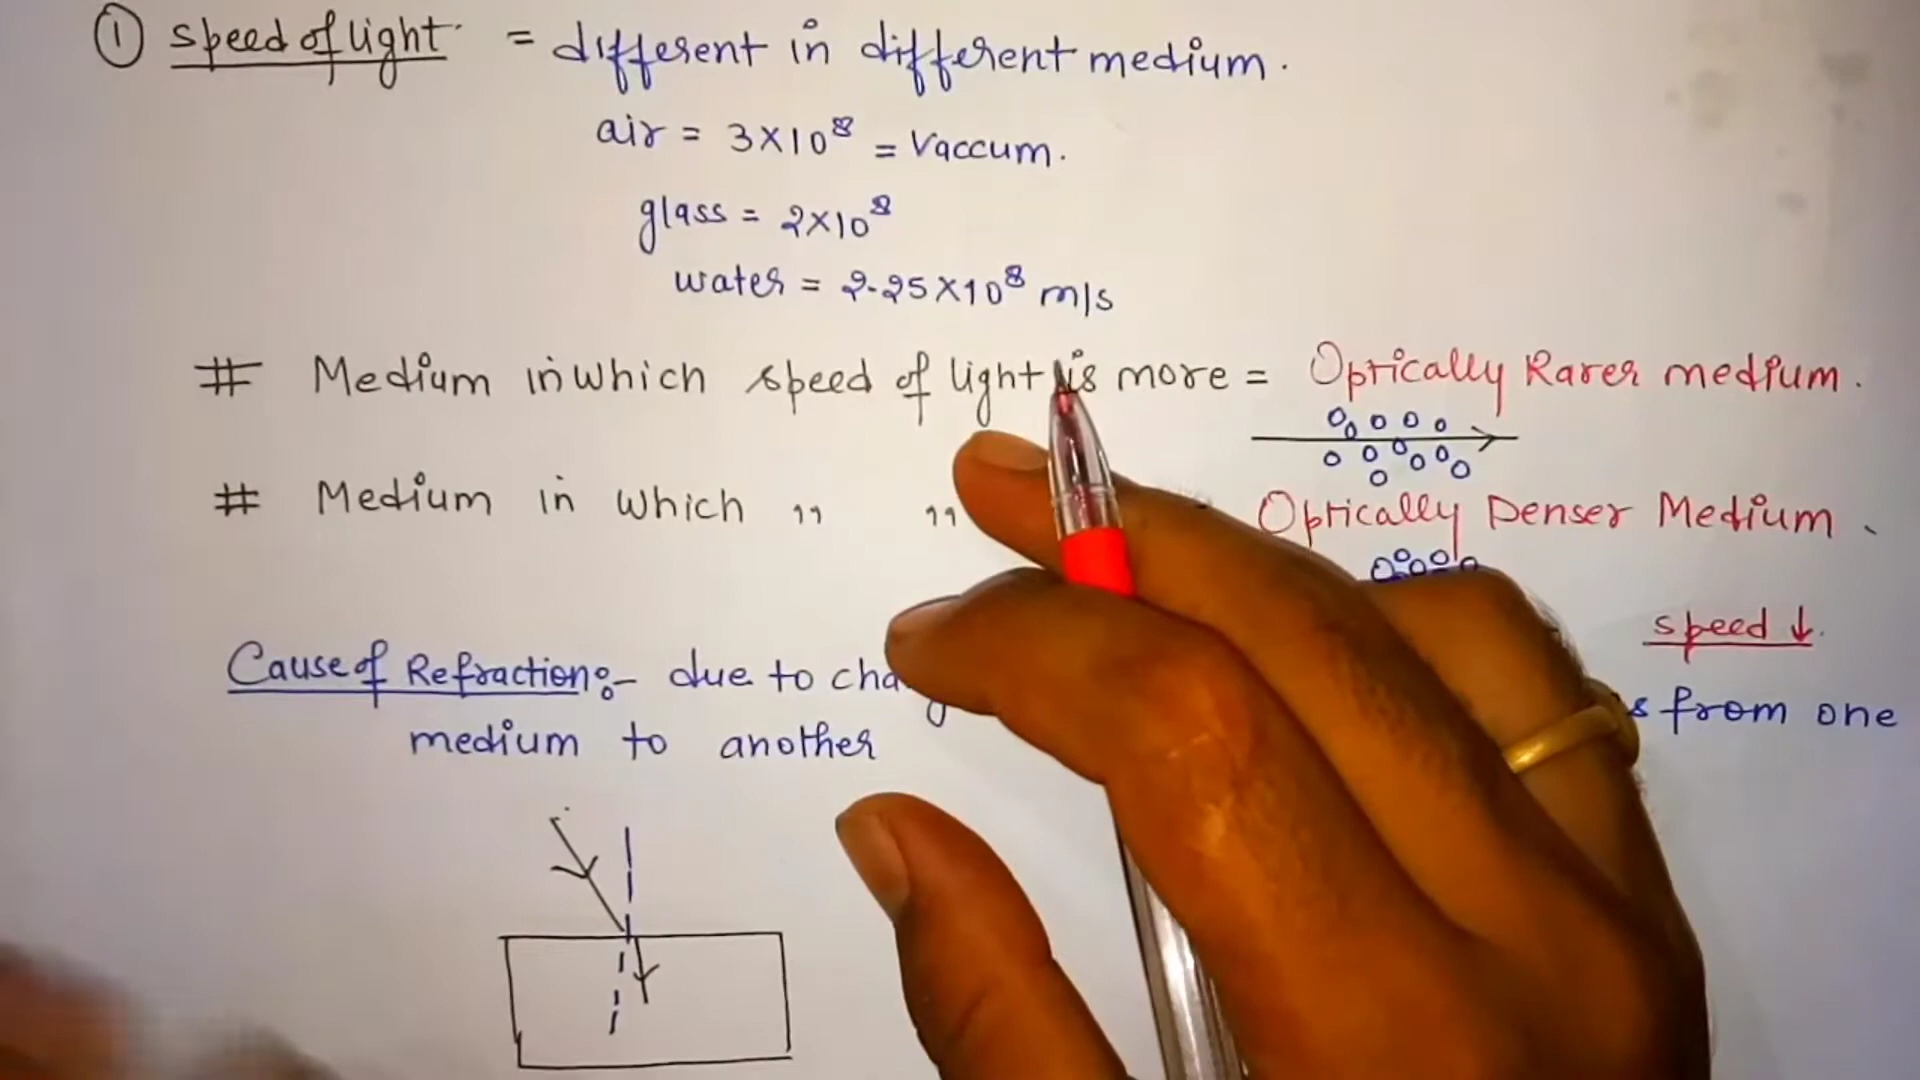 ① speed of light = different in different medium.
air = 3×10⁸ = Vaccum.
glass = 2×10⁸
water = 2.25×10⁸ m/s
# Medium in which speed of light is more = Optically Rarer medium.
# Medium in which ,, ,, Optically Denser Medium.
speed ↓.
Cause of Refraction:- due to from one
medium to another